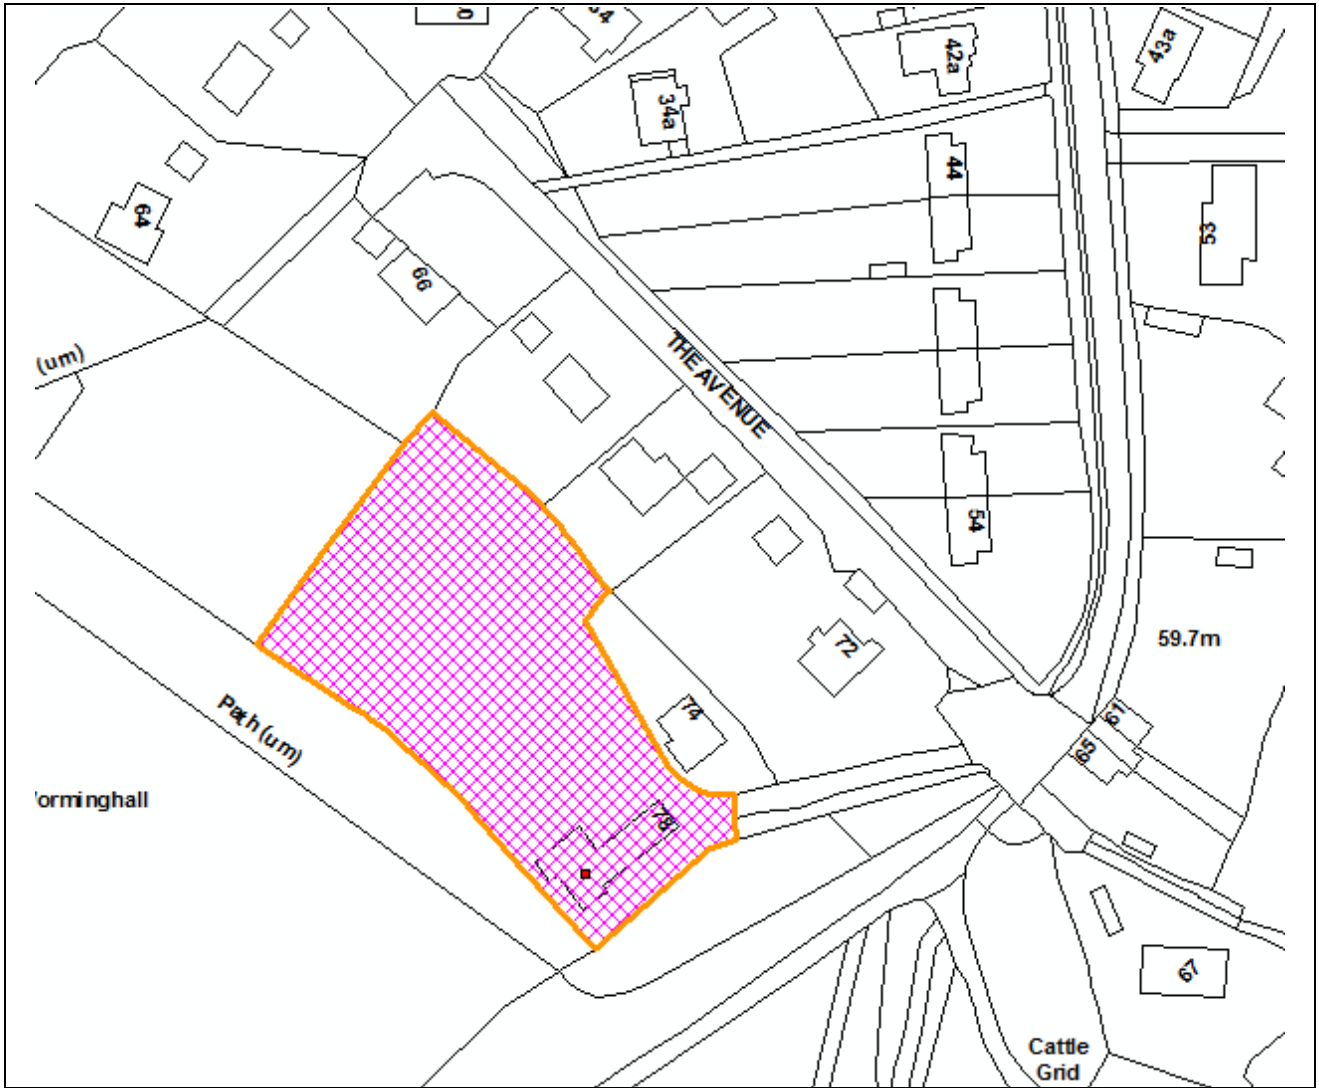 34a
42a
43a
44
64
53
66
(um)
THE AVENUE
54
72
59.7m
74
61
65
Path (um)
orminghall
78
67
Cattle
Grid